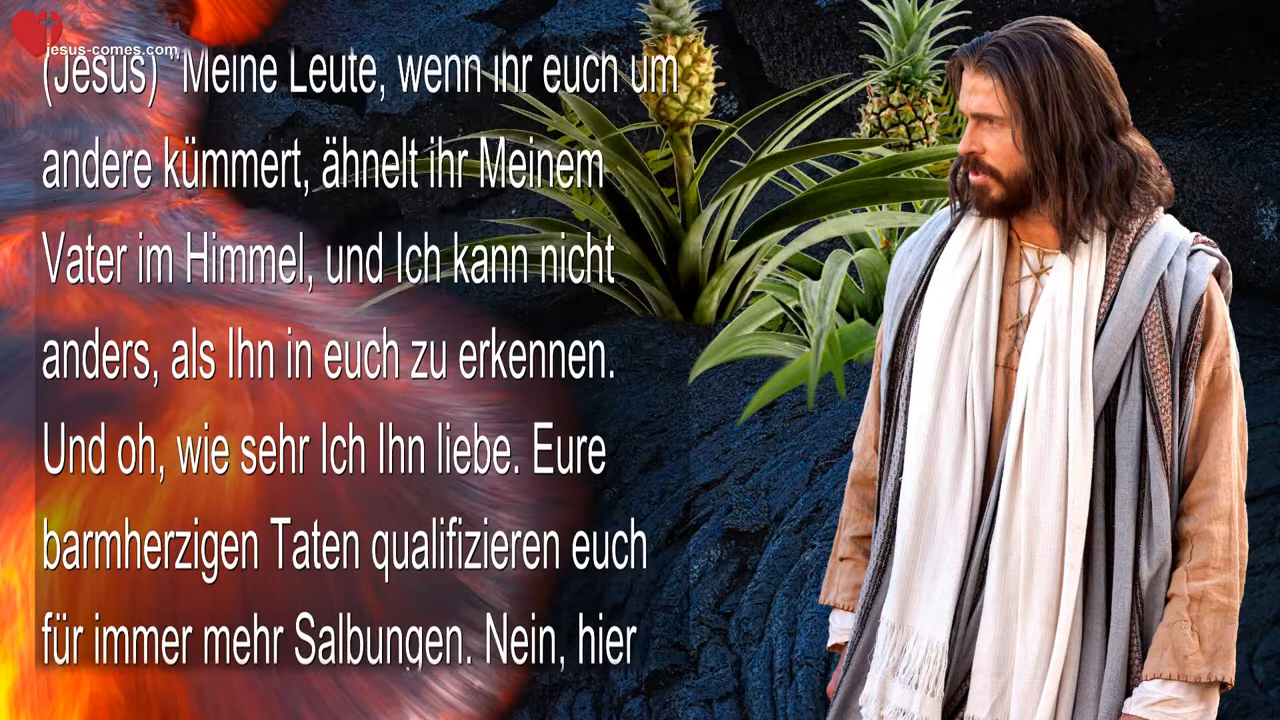 jesus-comes.com
(Jesus) "Meine Leute, wenn ihr euch um
andere kümmert, ähnelt ihr Meinem
Vater im Himmel, und Ich kann nicht
anders, als Ihn in euch zu erkennen.
Und oh, wie sehr Ich Ihn liebe. Eure
barmherzigen Taten qualifizieren euch
für immer mehr Salbungen. Nein, hier